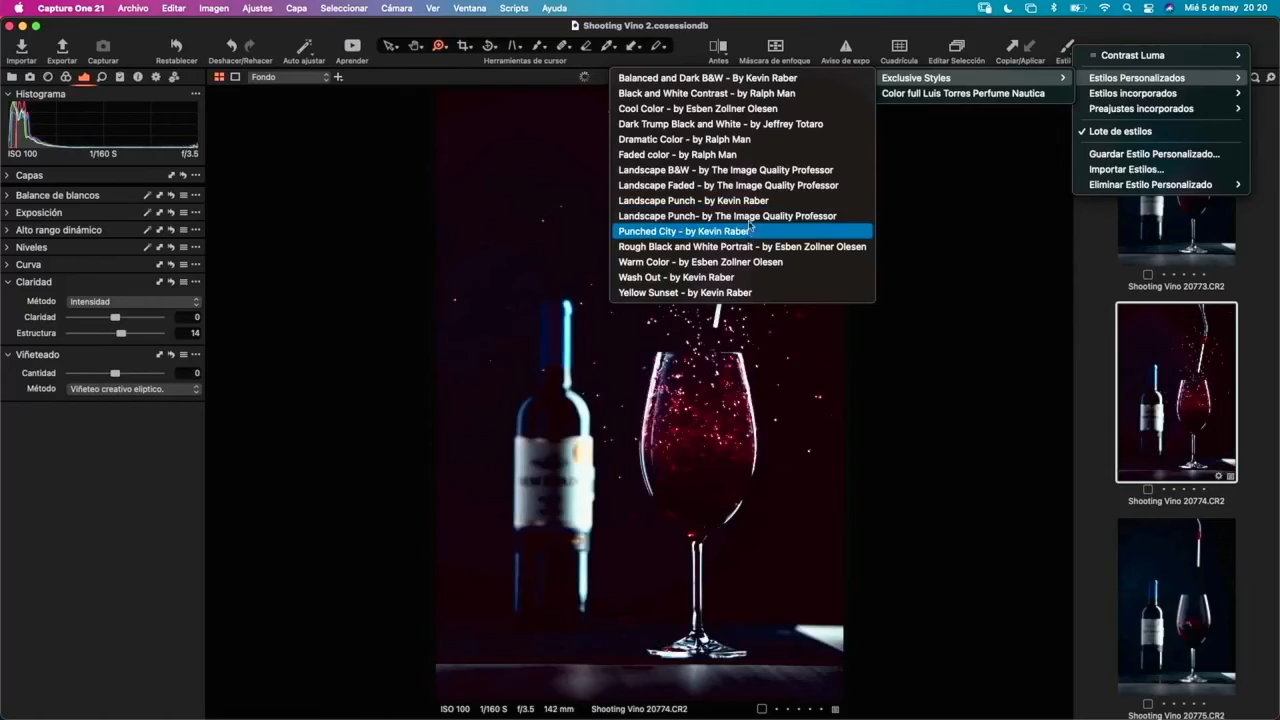 Capture One 21 Archivo Editar Imagen Ajustes Capa Seleccionar Cámara Ver Ventana Scripts Ayuda Mié 5 de may 20 20
Shooting Vino 2.cosessiondb
Importar Exportar Capturar Restablecer Deshacer/Rehacer Auto ajustar Aprender Herramientas de cursor Antes Máscara de enfoque Aviso de expo Cuadrícula Editar Selección Copiar/Aplicar Estil
Fondo
Histograma
ISO 100 1/160 S f/3.5
Capas
Balance de blancos
Exposición
Alto rango dinámico
Niveles
Curva
Claridad
Método Intensidad
Claridad 0
Estructura 14
Viñeteado
Cantidad 0
Método Viñeteo creativo elíptico.
Balanced and Dark B&W - By Kevin Raber
Black and White Contrast - by Ralph Man
Cool Color - by Esben Zollner Olesen
Dark Trump Black and White - by Jeffrey Totaro
Dramatic Color - by Ralph Man
Faded color - by Ralph Man
Landscape B&W - by The Image Quality Professor
Landscape Faded - by The Image Quality Professor
Landscape Punch - by Kevin Raber
Landscape Punch- by The Image Quality Professor
Punched City - by Kevin Raber
Rough Black and White Portrait - by Esben Zollner Olesen
Warm Color - by Esben Zollner Olesen
Wash Out - by Kevin Raber
Yellow Sunset - by Kevin Raber
Exclusive Styles
Color full Luis Torres Perfume Nautica
Contrast Luma
Estilos Personalizados
Estilos incorporados
Preajustes incorporados
Lote de estilos
Guardar Estilo Personalizado...
Importar Estilos...
Eliminar Estilo Personalizado
Shooting Vino 20773.CR2
Shooting Vino 20774.CR2
Shooting Vino 20775.CR2
ISO 100 1/160 S f/3.5 142 mm Shooting Vino 20774.CR2